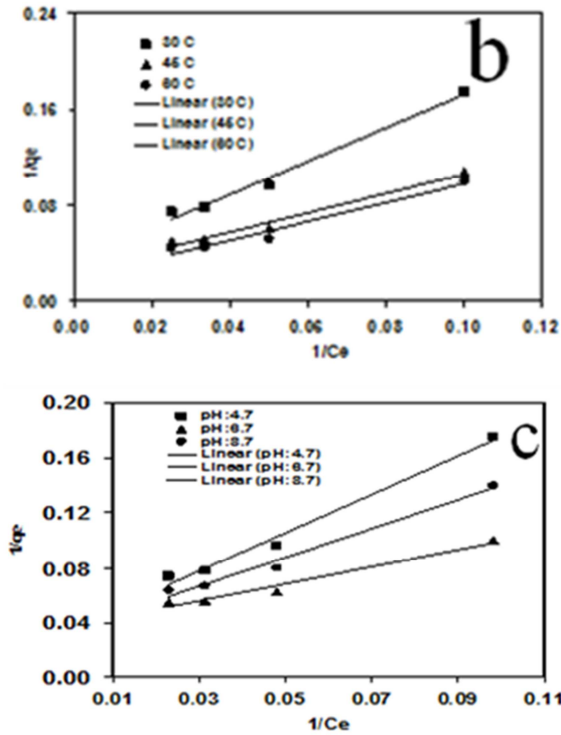 0.24
b
30 C
45 C
60 C
Linear (30 C)
Linear (45 C)
Linear (60 C)
0.16
1/qe
0.08
0.00
0.00 0.02 0.04 0.06 0.08 0.10 0.12
1/Ce
0.20
c
pH:4.7
pH:6.7
pH:8.7
Linear (pH:4.7)
Linear (pH:6.7)
Linear (pH:8.7)
0.16
0.12
1/qe
0.08
0.04
0.00
0.01 0.03 0.05 0.07 0.09 0.11
1/Ce